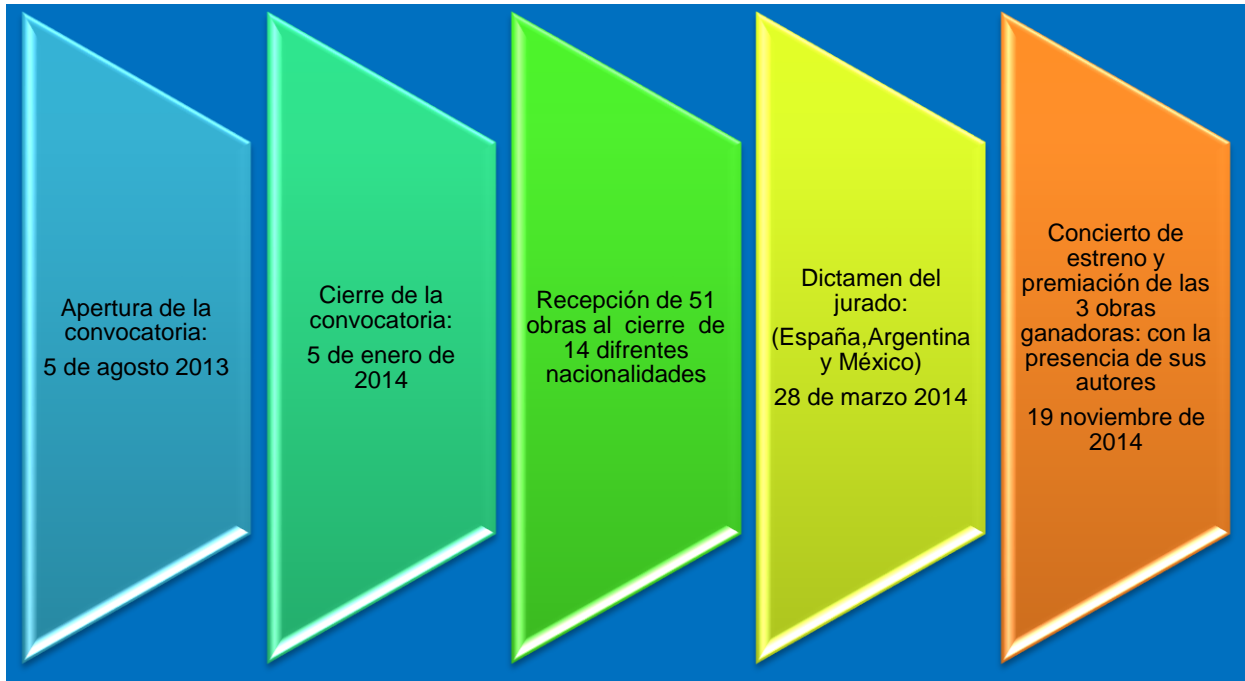 Apertura de la
convocatoria:
5 de agosto 2013
Cierre de la
convocatoria:
5 de enero de
2014
Recepción de 51
obras al cierre de
14 difrentes
nacionalidades
Dictamen del
jurado:
(España,Argentina
y México)
28 de marzo 2014
Concierto de
estreno y
premiación de las
3 obras
ganadoras: con la
presencia de sus
autores
19 noviembre de
2014